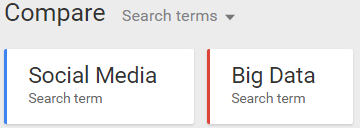 Compare Search terms
Social Media Big Data
Search term Search term